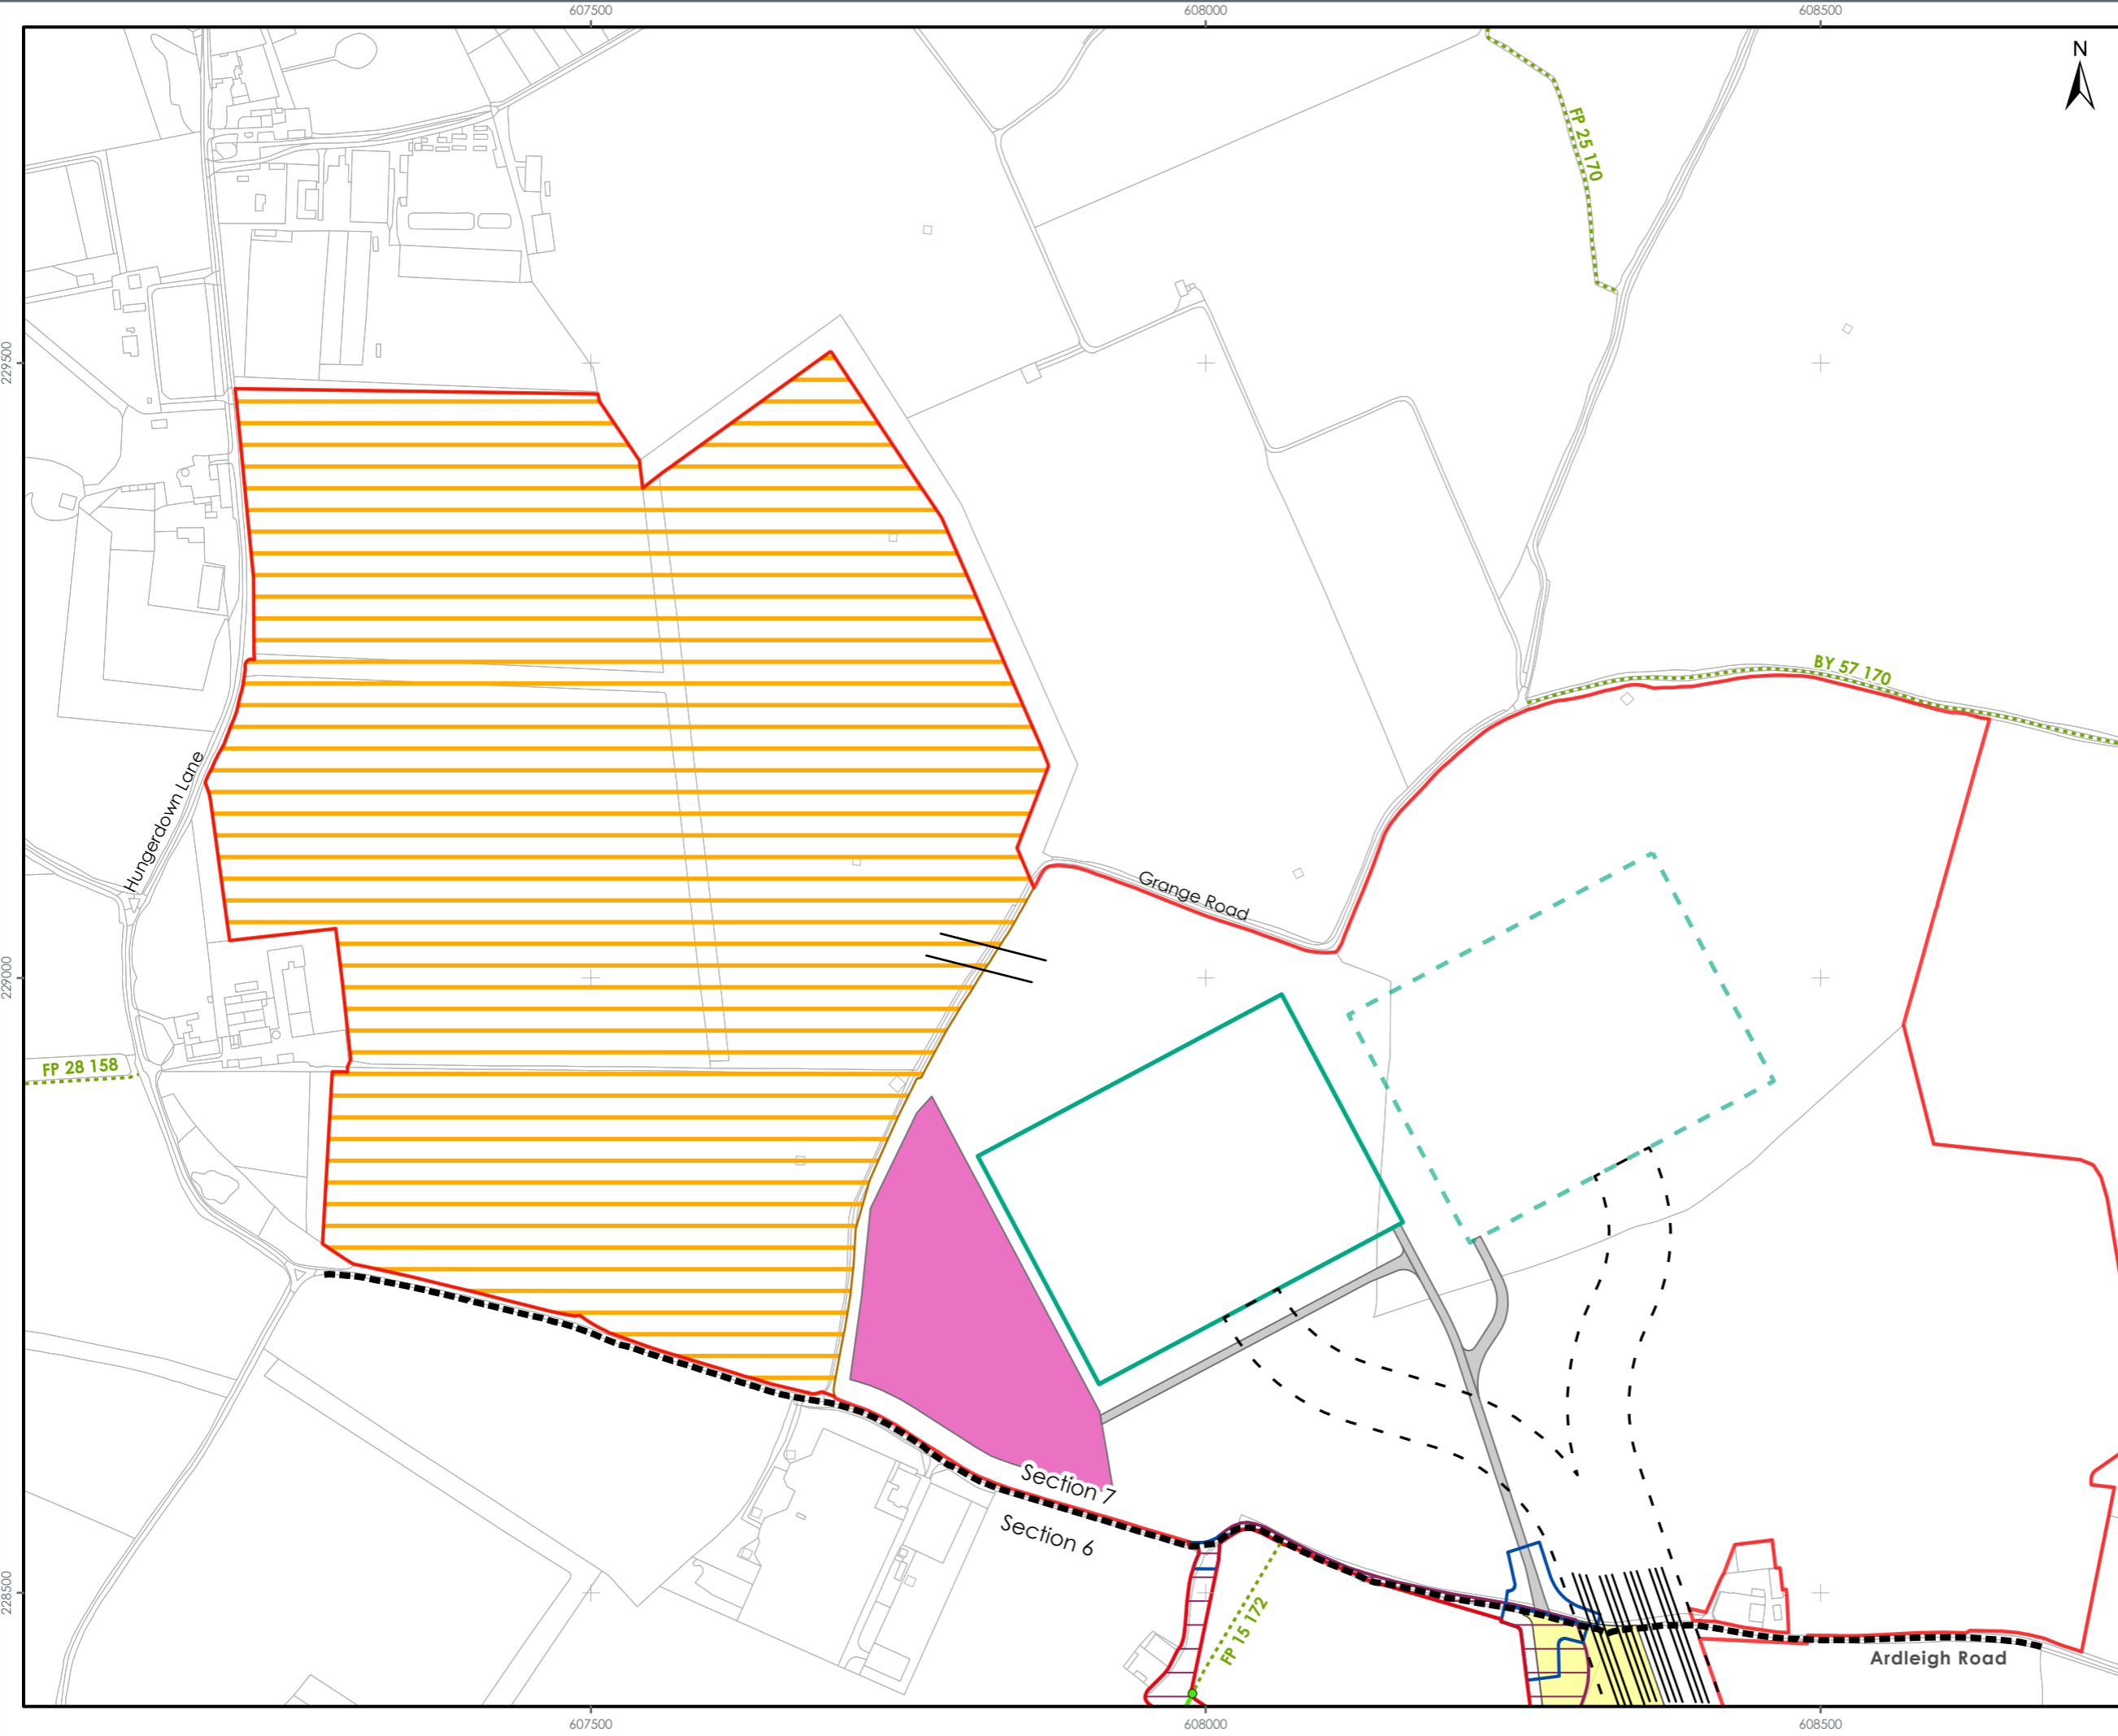 607500
608000
608500
N
FP 25 170
229500
BY 57 170
Hungerdown Lane
Grange Road
229000
FP 28 158
Section 7
Section 6
228500
FP 15 172
Ardleigh Road
607500
608000
608500